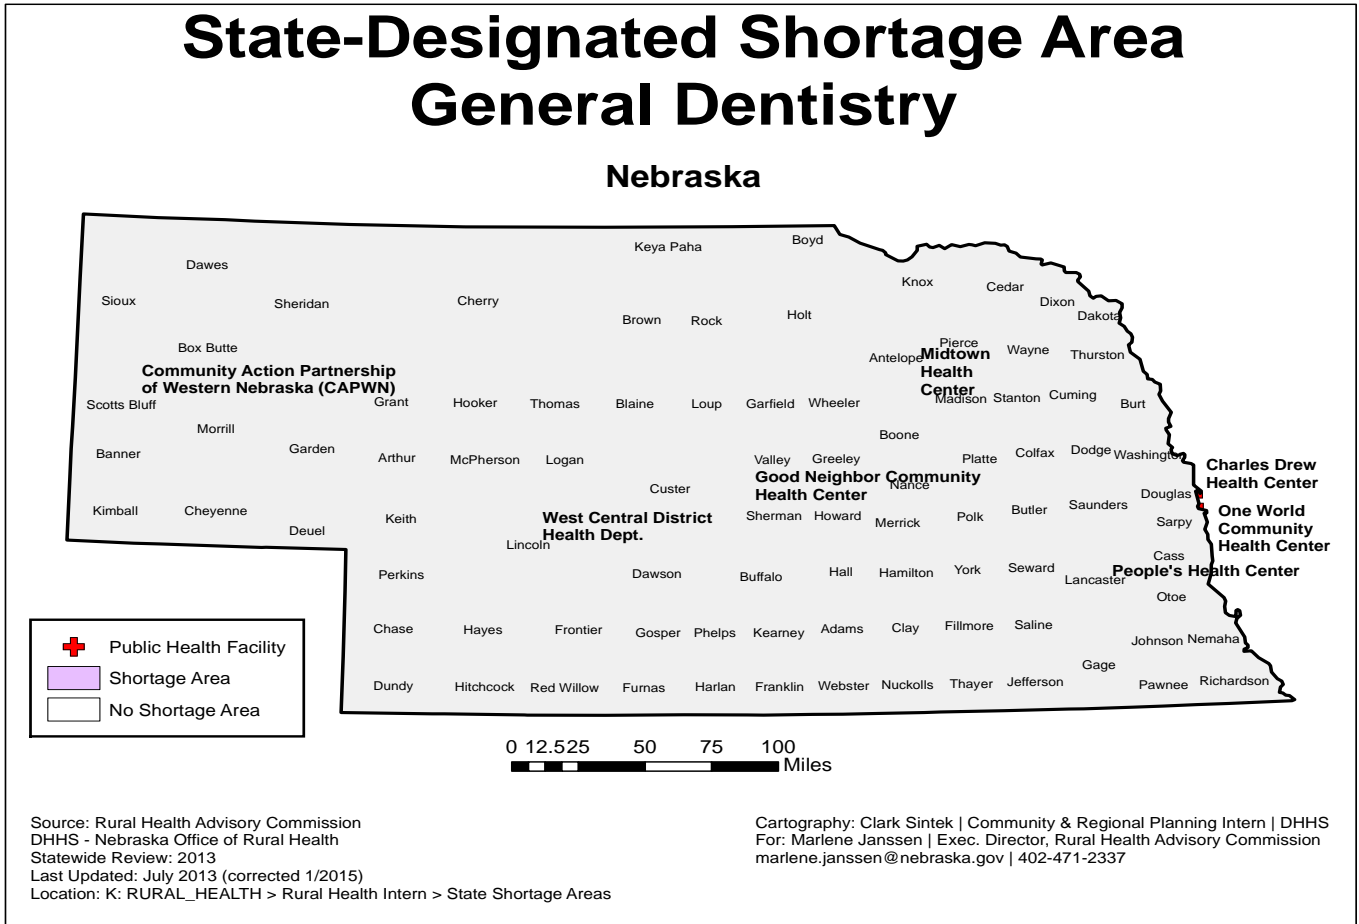 State-Designated Shortage Area
General Dentistry
Nebraska
Keya Paha
Boyd
Dawes
Knox
Cedar
Sioux
Sheridan
Cherry
Dixon
Brown
Rock
Holt
Dakota
Box Butte
Pierce
Antelope
Wayne
Thurston
Midtown
Health
Center
Community Action Partnership
of Western Nebraska (CAPWN)
Scotts Bluff
Grant
Hooker
Thomas
Blaine
Loup
Garfield
Wheeler
Madison
Stanton
Cuming
Burt
Morrill
Boone
Banner
Garden
Arthur
McPherson
Logan
Valley
Greeley
Platte
Colfax
Dodge
Washington
Charles Drew
Health Center
Good Neighbor Community
Health Center
Nance
Custer
Douglas
Kimball
Cheyenne
Deuel
Keith
West Central District
Health Dept.
Lincoln
Sherman
Howard
Merrick
Polk
Butler
Saunders
Sarpy
One World
Community
Health Center
Cass
People's Health Center
Perkins
Dawson
Buffalo
Hall
Hamilton
York
Seward
Lancaster
Otoe
Chase
Hayes
Frontier
Gosper
Phelps
Kearney
Adams
Clay
Fillmore
Saline
Johnson
Nemaha
Gage
Dundy
Hitchcock
Red Willow
Furnas
Harlan
Franklin
Webster
Nuckolls
Thayer
Jefferson
Pawnee
Richardson
Public Health Facility
Shortage Area
No Shortage Area
0 12.5 25 50 75 100
Miles
Source: Rural Health Advisory Commission
DHHS - Nebraska Office of Rural Health
Statewide Review: 2013
Last Updated: July 2013 (corrected 1/2015)
Location: K: RURAL_HEALTH > Rural Health Intern > State Shortage Areas
Cartography: Clark Sintek | Community & Regional Planning Intern | DHHS
For: Marlene Janssen | Exec. Director, Rural Health Advisory Commission
marlene.janssen@nebraska.gov | 402-471-2337